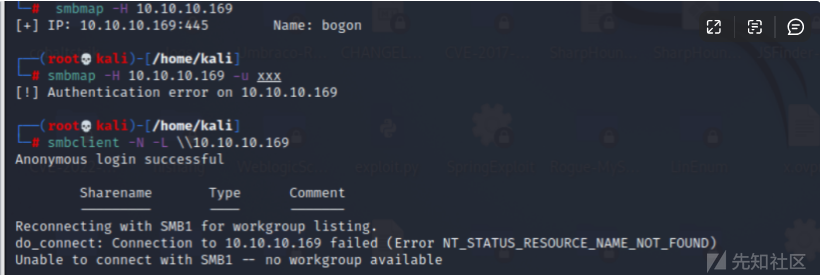 └─# smbmap -H 10.10.10.169
[+] IP: 10.10.10.169:445 Name: bogon
┌──(root💀kali)-[/home/kali]
└─# smbmap -H 10.10.10.169 -u xxx
[!] Authentication error on 10.10.10.169
┌──(root💀kali)-[/home/kali]
└─# smbclient -N -L \\10.10.10.169
Anonymous login successful
Sharename Type Comment
--------- ---- -------
Reconnecting with SMB1 for workgroup listing.
do_connect: Connection to 10.10.10.169 failed (Error NT_STATUS_RESOURCE_NAME_NOT_FOUND)
Unable to connect with SMB1 -- no workgroup available
先知社区